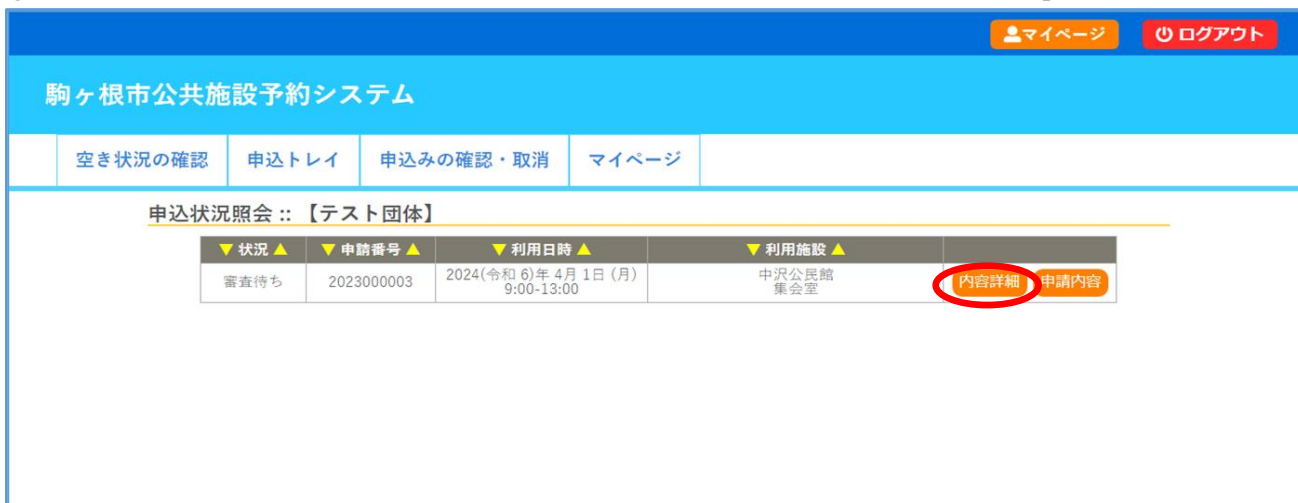 マイページ ログアウト
駒ヶ根市公共施設予約システム
空き状況の確認 申込トレイ 申込みの確認・取消 マイページ
申込状況照会 :: 【テスト団体】
▼ 状況 ▲ ▼ 申請番号 ▲ ▼ 利用日時 ▲ ▼ 利用施設 ▲
審査待ち 2023000003 2024(令和 6)年 4月 1日 (月) 中沢公民館 内容詳細 申請内容
9:00-13:00 集会室